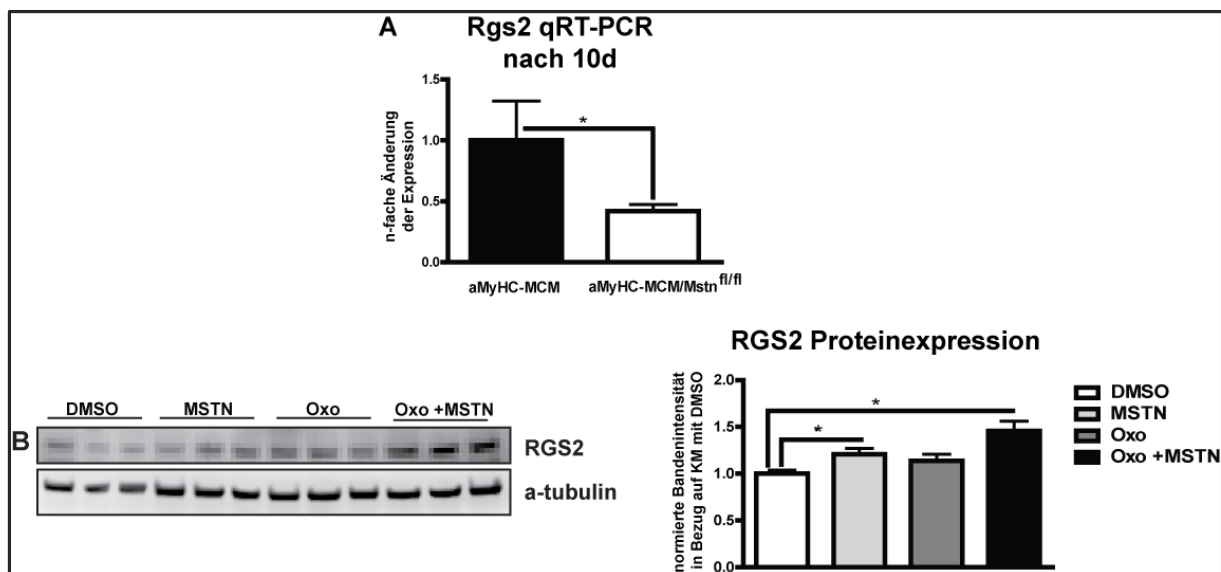 A
Rgs2 qRT-PCR
nach 10d
n-fache Änderung
der Expression
1.5
1.0
0.5
0.0
*
aMyHC-MCM
aMyHC-MCM/Mstn fl/fl
B
DMSO MSTN Oxo Oxo +MSTN
RGS2
a-tubulin
RGS2 Proteinexpression
normierte Bandenintensität
in Bezug auf KM mit DMSO
2.0
1.5
1.0
0.5
0.0
*
*
DMSO
MSTN
Oxo
Oxo +MSTN